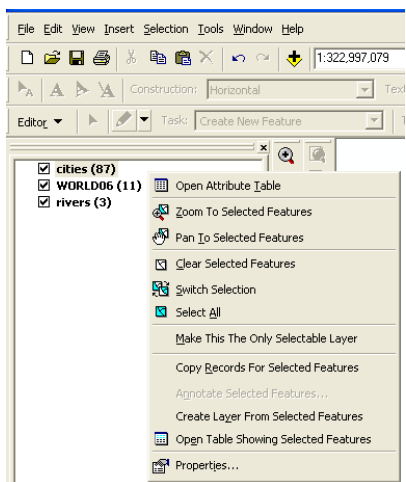 File Edit View Insert Selection Tools Window Help
1:322,997,079
Construction: Horizontal Text
Editor Task: Create New Feature
cities (87)
WORLD06 (11)
rivers (3)
Open Attribute Table
Zoom To Selected Features
Pan To Selected Features
Clear Selected Features
Switch Selection
Select All
Make This The Only Selectable Layer
Copy Records For Selected Features
Annotate Selected Features...
Create Layer From Selected Features
Open Table Showing Selected Features
Properties...